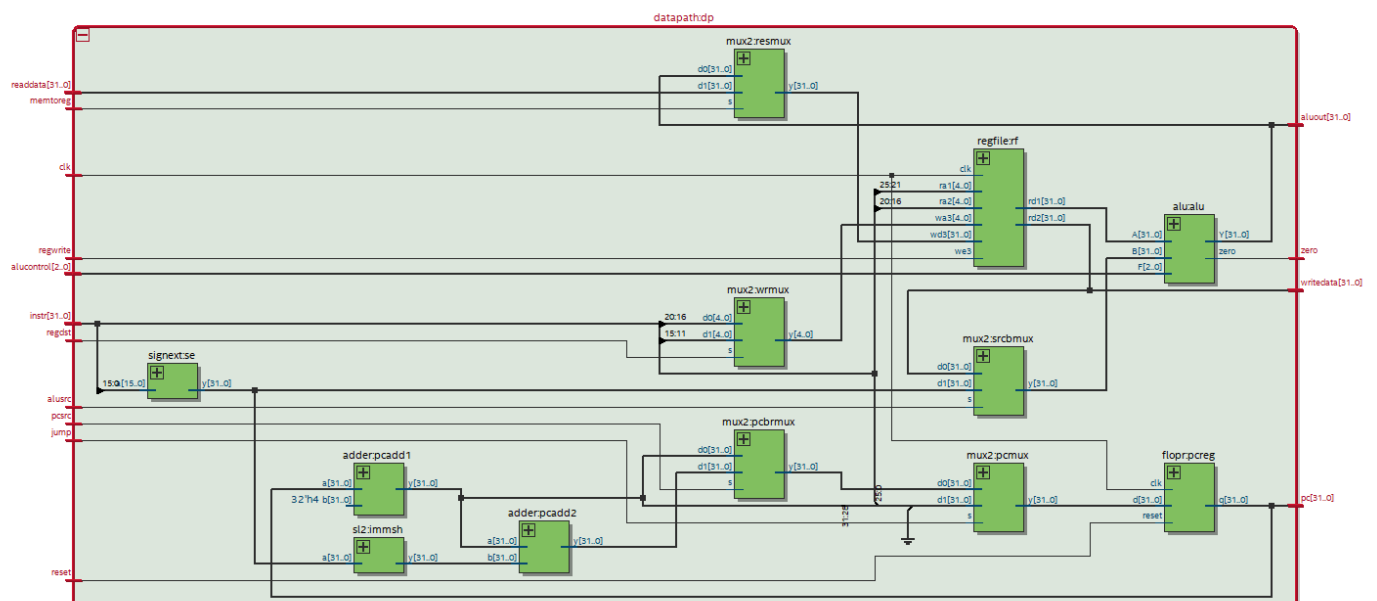 datapath:dp
mux2:resmux
d0[31..0]
readdata[31..0]
d1[31..0]
y[31..0]
memtoreg
s
aluout[31..0]
regfile:rf
clk
clk
25:21
ra1[4..0]
20:16
ra2[4..0]
rd1[31..0]
alu:alu
wa3[4..0]
rd2[31..0]
wd3[31..0]
A[31..0]
Y[31..0]
regwrite
we3
B[31..0]
zero
zero
alucontrol[2..0]
F[2..0]
writedata[31..0]
mux2:wrmux
instr[31..0]
20:16
d0[4..0]
regdst
15:11
d1[4..0]
y[4..0]
s
mux2:srcbmux
signext:se
d0[31..0]
15:0
a[15..0]
y[31..0]
d1[31..0]
y[31..0]
alusrc
s
pcsrc
mux2:pcbrmux
jump
d0[31..0]
adder:pcadd1
mux2:pcmux
flopr:pcreg
d1[31..0]
y[31..0]
a[31..0]
y[31..0]
s
d0[31..0]
clk
32'h4
b[31..0]
25:0
d1[31..0]
y[31..0]
d[31..0]
q[31..0]
pc[31..0]
31:28
s
reset
adder:pcadd2
sl2:immsh
a[31..0]
y[31..0]
a[31..0]
y[31..0]
b[31..0]
reset